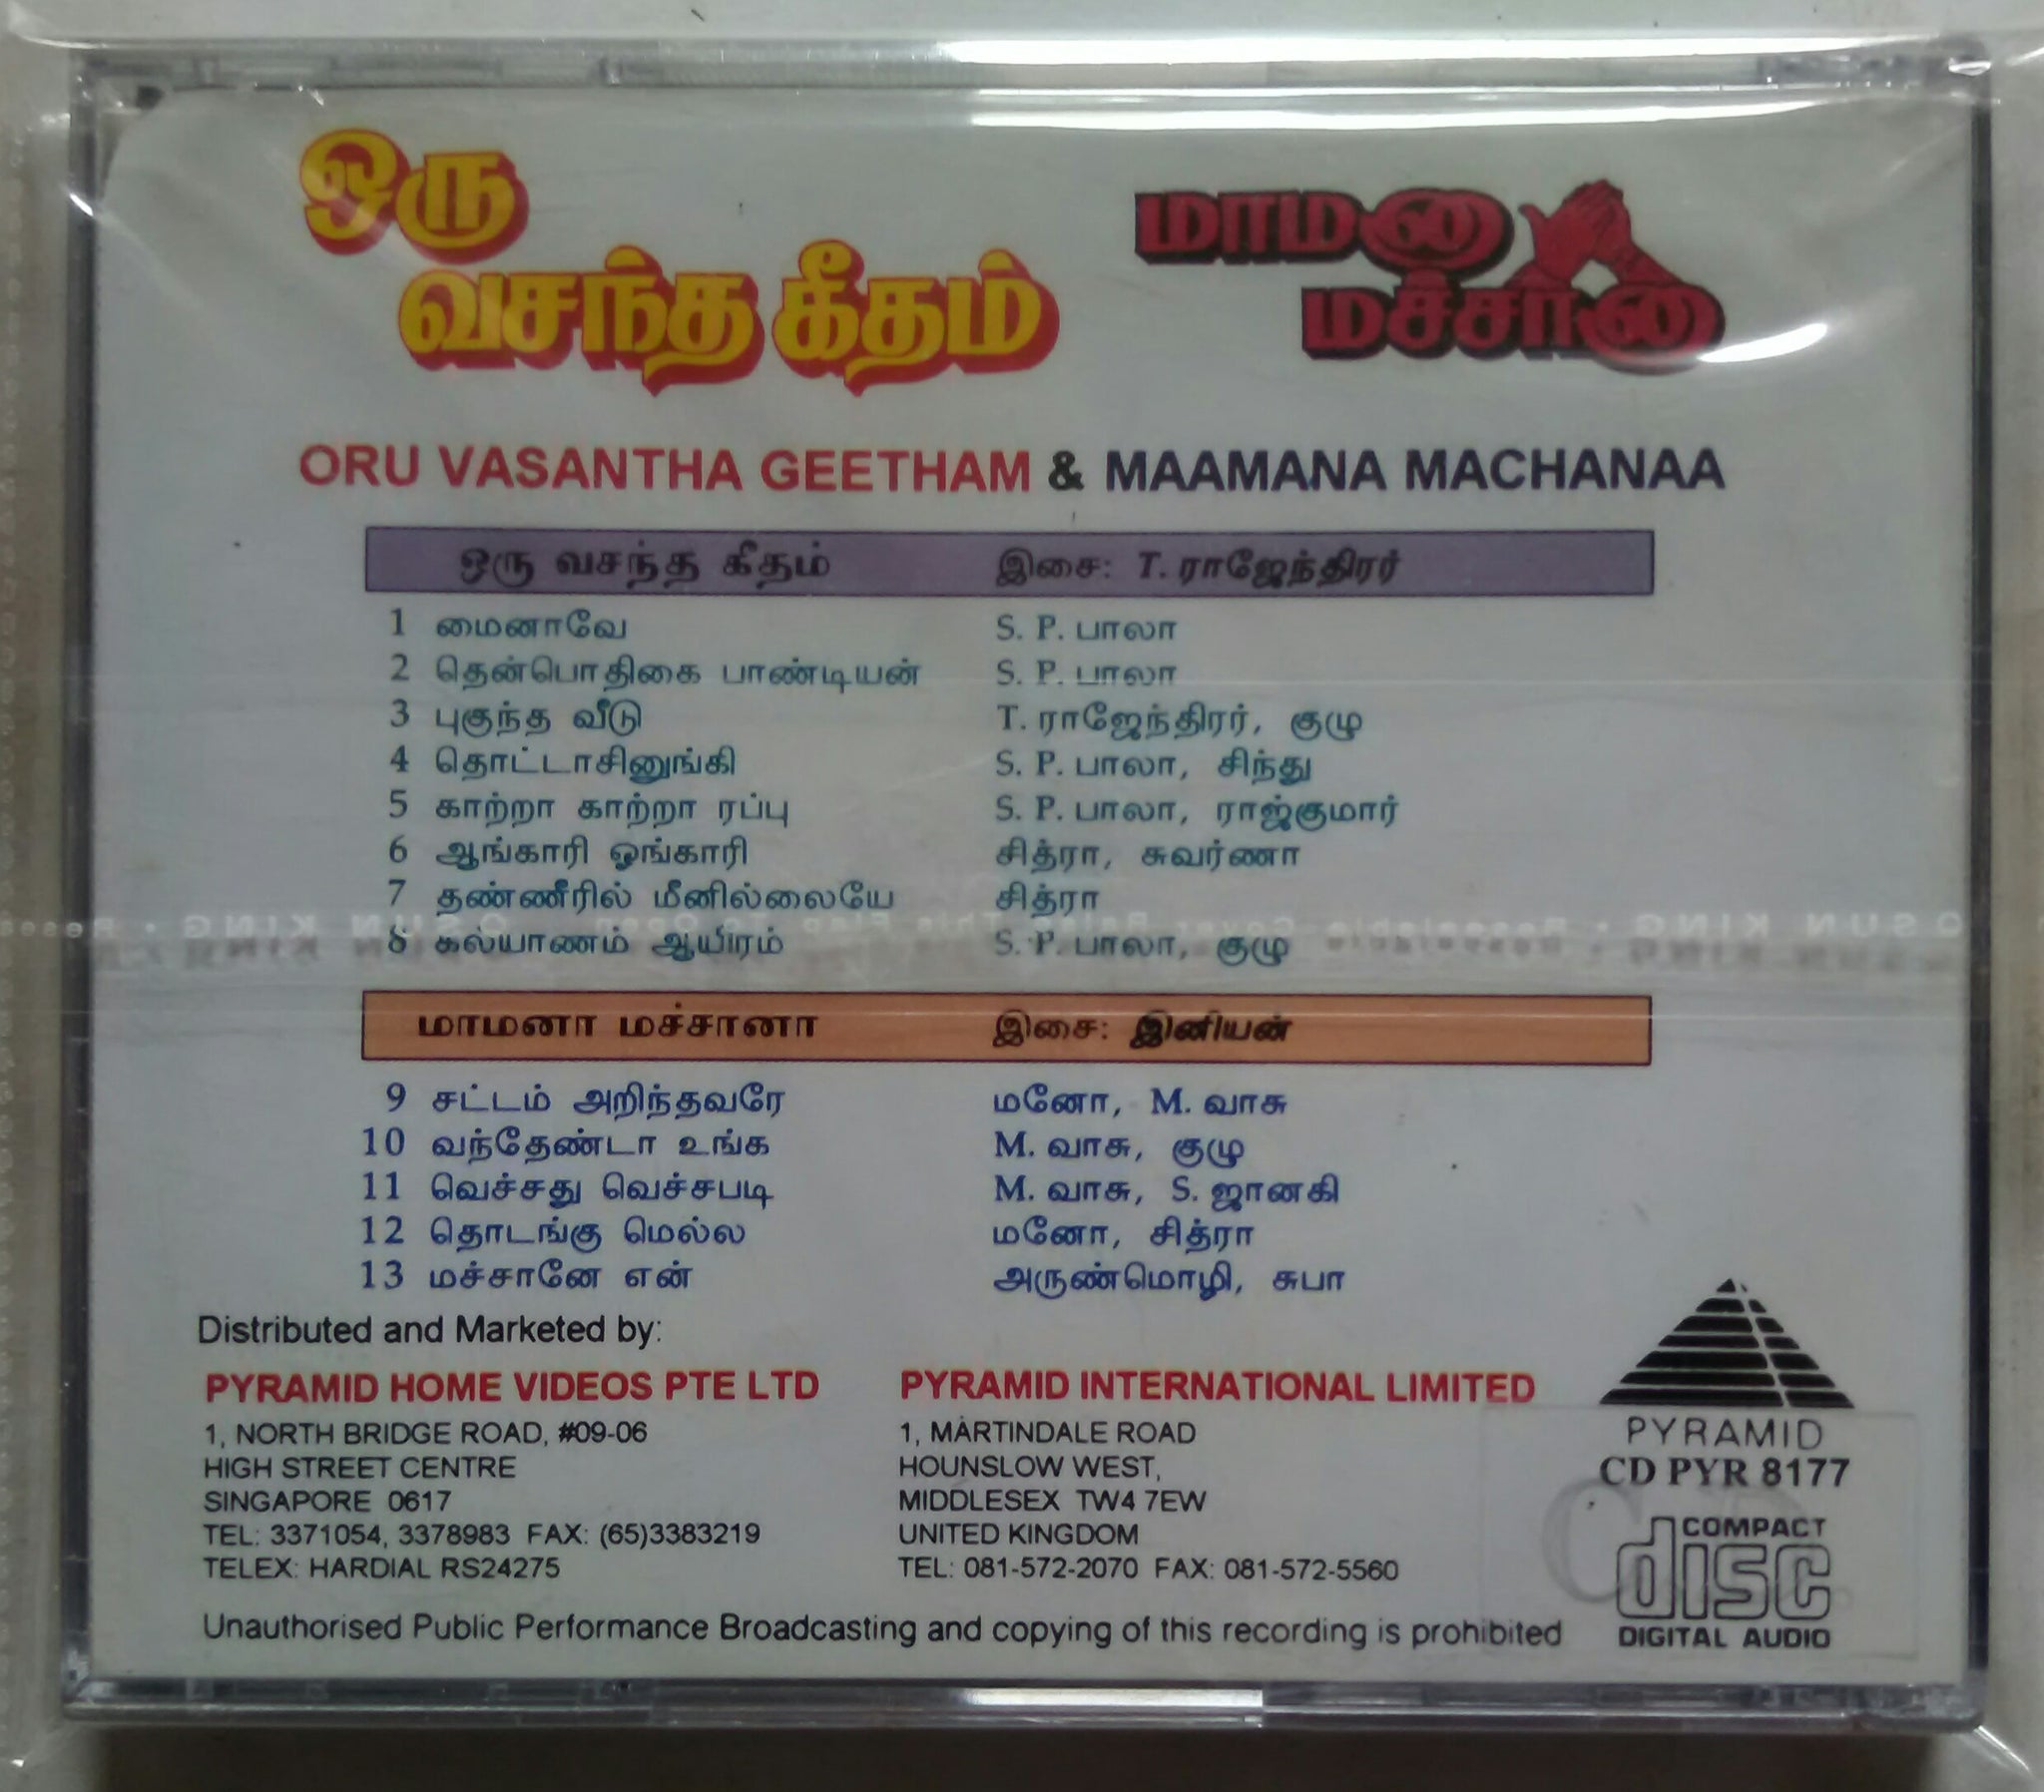 ஒரு
வசந்த கீதம்
மாமனா
மச்சானா
ORU VASANTHA GEETHAM & MAAMANA MACHANAA
ஒரு வசந்த கீதம் இசை: T. ராஜேந்திரர்
1 மைனாவே S. P. பாலா
2 தென்பொதிகை பாண்டியன் S. P. பாலா
3 புகுந்த வீடு T. ராஜேந்திரர், குழு
4 தொட்டாசினுங்கி S. P. பாலா, சிந்து
5 காற்றா காற்றா ரப்பு S. P. பாலா, ராஜ்குமார்
6 ஆங்காரி ஓங்காரி சித்ரா, சுவர்ணா
7 தண்ணீரில் மீனில்லையே சித்ரா
8 கல்யாணம் ஆயிரம் S. P. பாலா, குழு
மாமனா மச்சானா இசை: இனியன்
9 சட்டம் அறிந்தவரே மனோ, M. வாசு
10 வந்தேண்டா உங்க M. வாசு, குழு
11 வெச்சது வெச்சபடி M. வாசு, S. ஜானகி
12 தொடங்கு மெல்ல மனோ, சித்ரா
13 மச்சானே என் அருண்மொழி, சுபா
Distributed and Marketed by:
PYRAMID HOME VIDEOS PTE LTD
1, NORTH BRIDGE ROAD, #09-06
HIGH STREET CENTRE
SINGAPORE 0617
TEL: 3371054, 3378983 FAX: (65)3383219
TELEX: HARDIAL RS24275
PYRAMID INTERNATIONAL LIMITED
1, MARTINDALE ROAD
HOUNSLOW WEST,
MIDDLESEX TW4 7EW
UNITED KINGDOM
TEL: 081-572-2070 FAX: 081-572-5560
PYRAMID
CD PYR 8177
COMPACT
disc
DIGITAL AUDIO
Unauthorised Public Performance Broadcasting and copying of this recording is prohibited